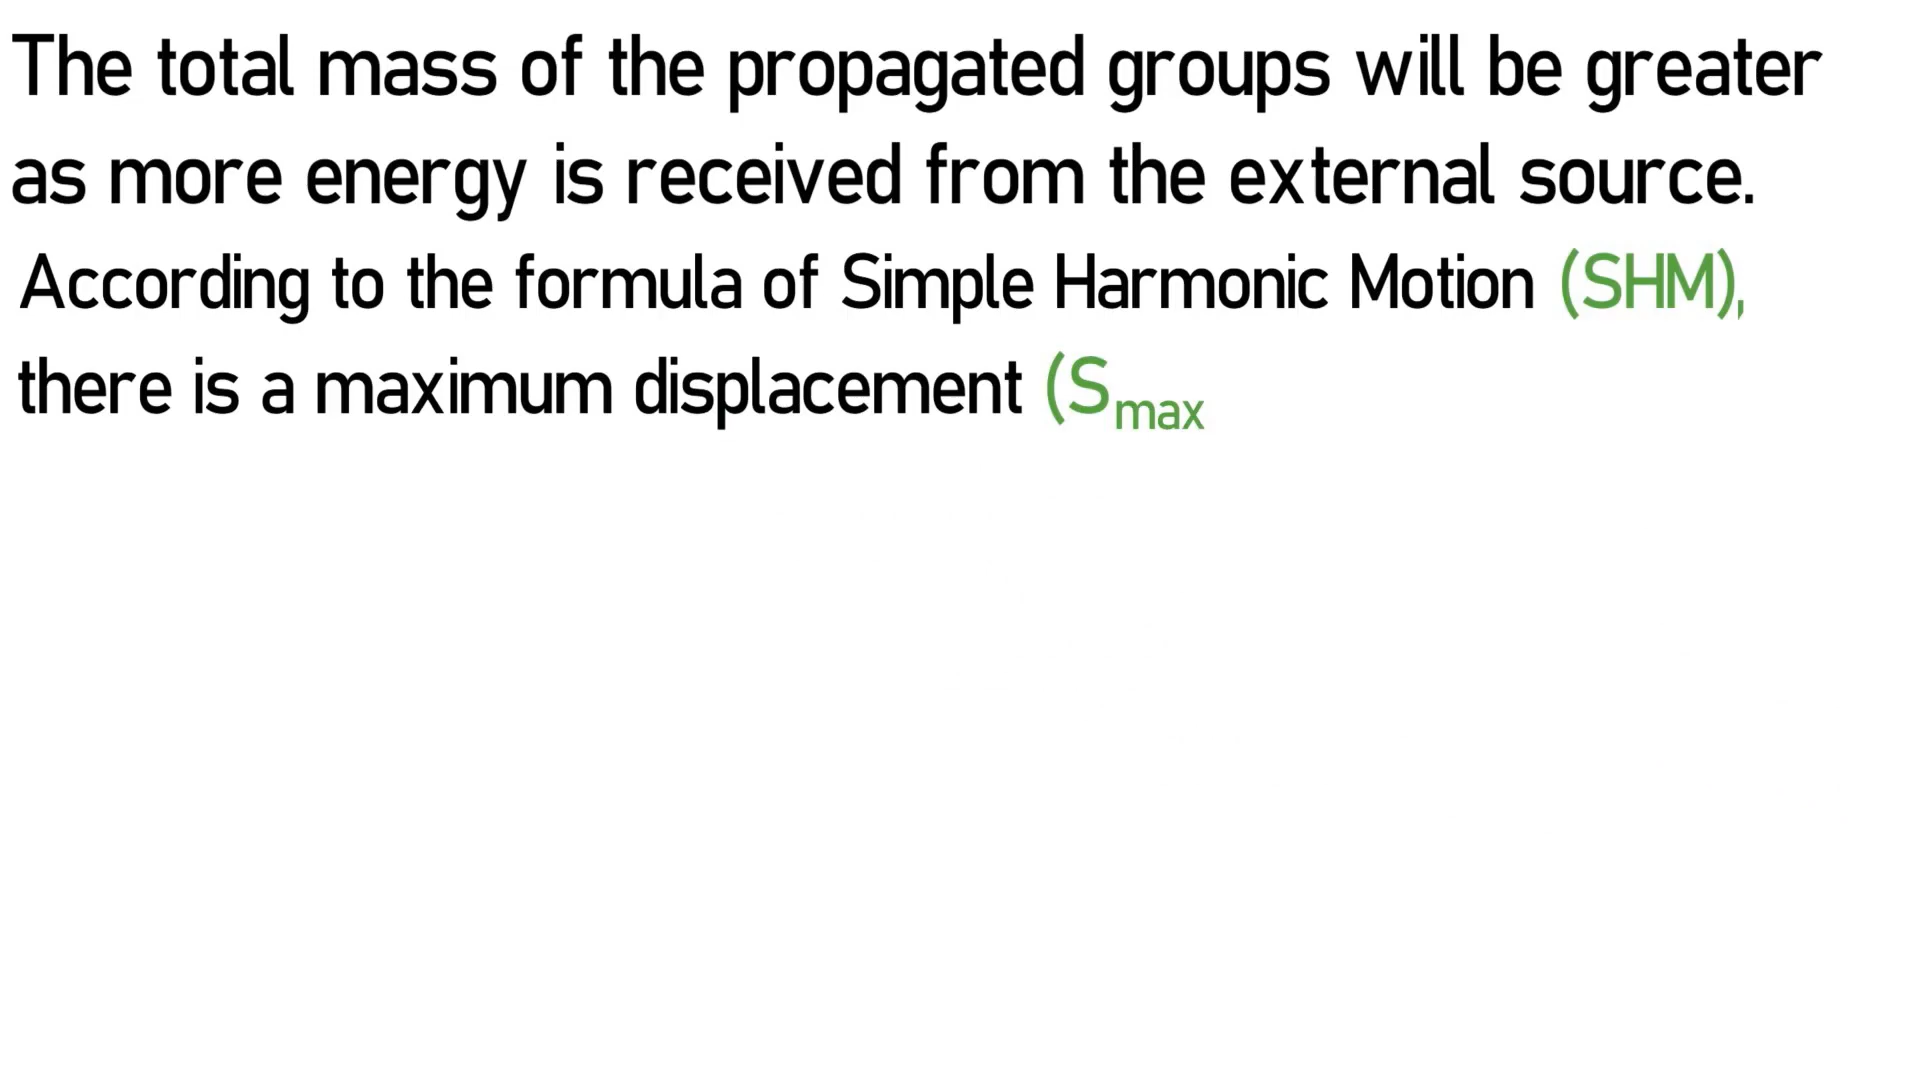 The total mass of the propagated groups will be greater
as more energy is received from the external source.
According to the formula of Simple Harmonic Motion (SHM),
there is a maximum displacement (Smax